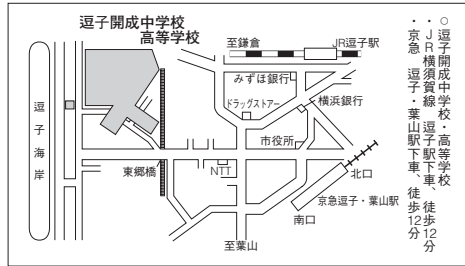 逗子開成中学校
高等学校
至鎌倉
JR逗子駅
みずほ銀行
ドラッグストアー
横浜銀行
市役所
逗子海岸
東郷橋
NTT
北口
京急逗子・葉山駅
南口
至葉山
○逗子開成中学校・高等学校
・JR横須賀線 逗子駅下車、徒歩12分
・京急 逗子・葉山駅下車、徒歩12分